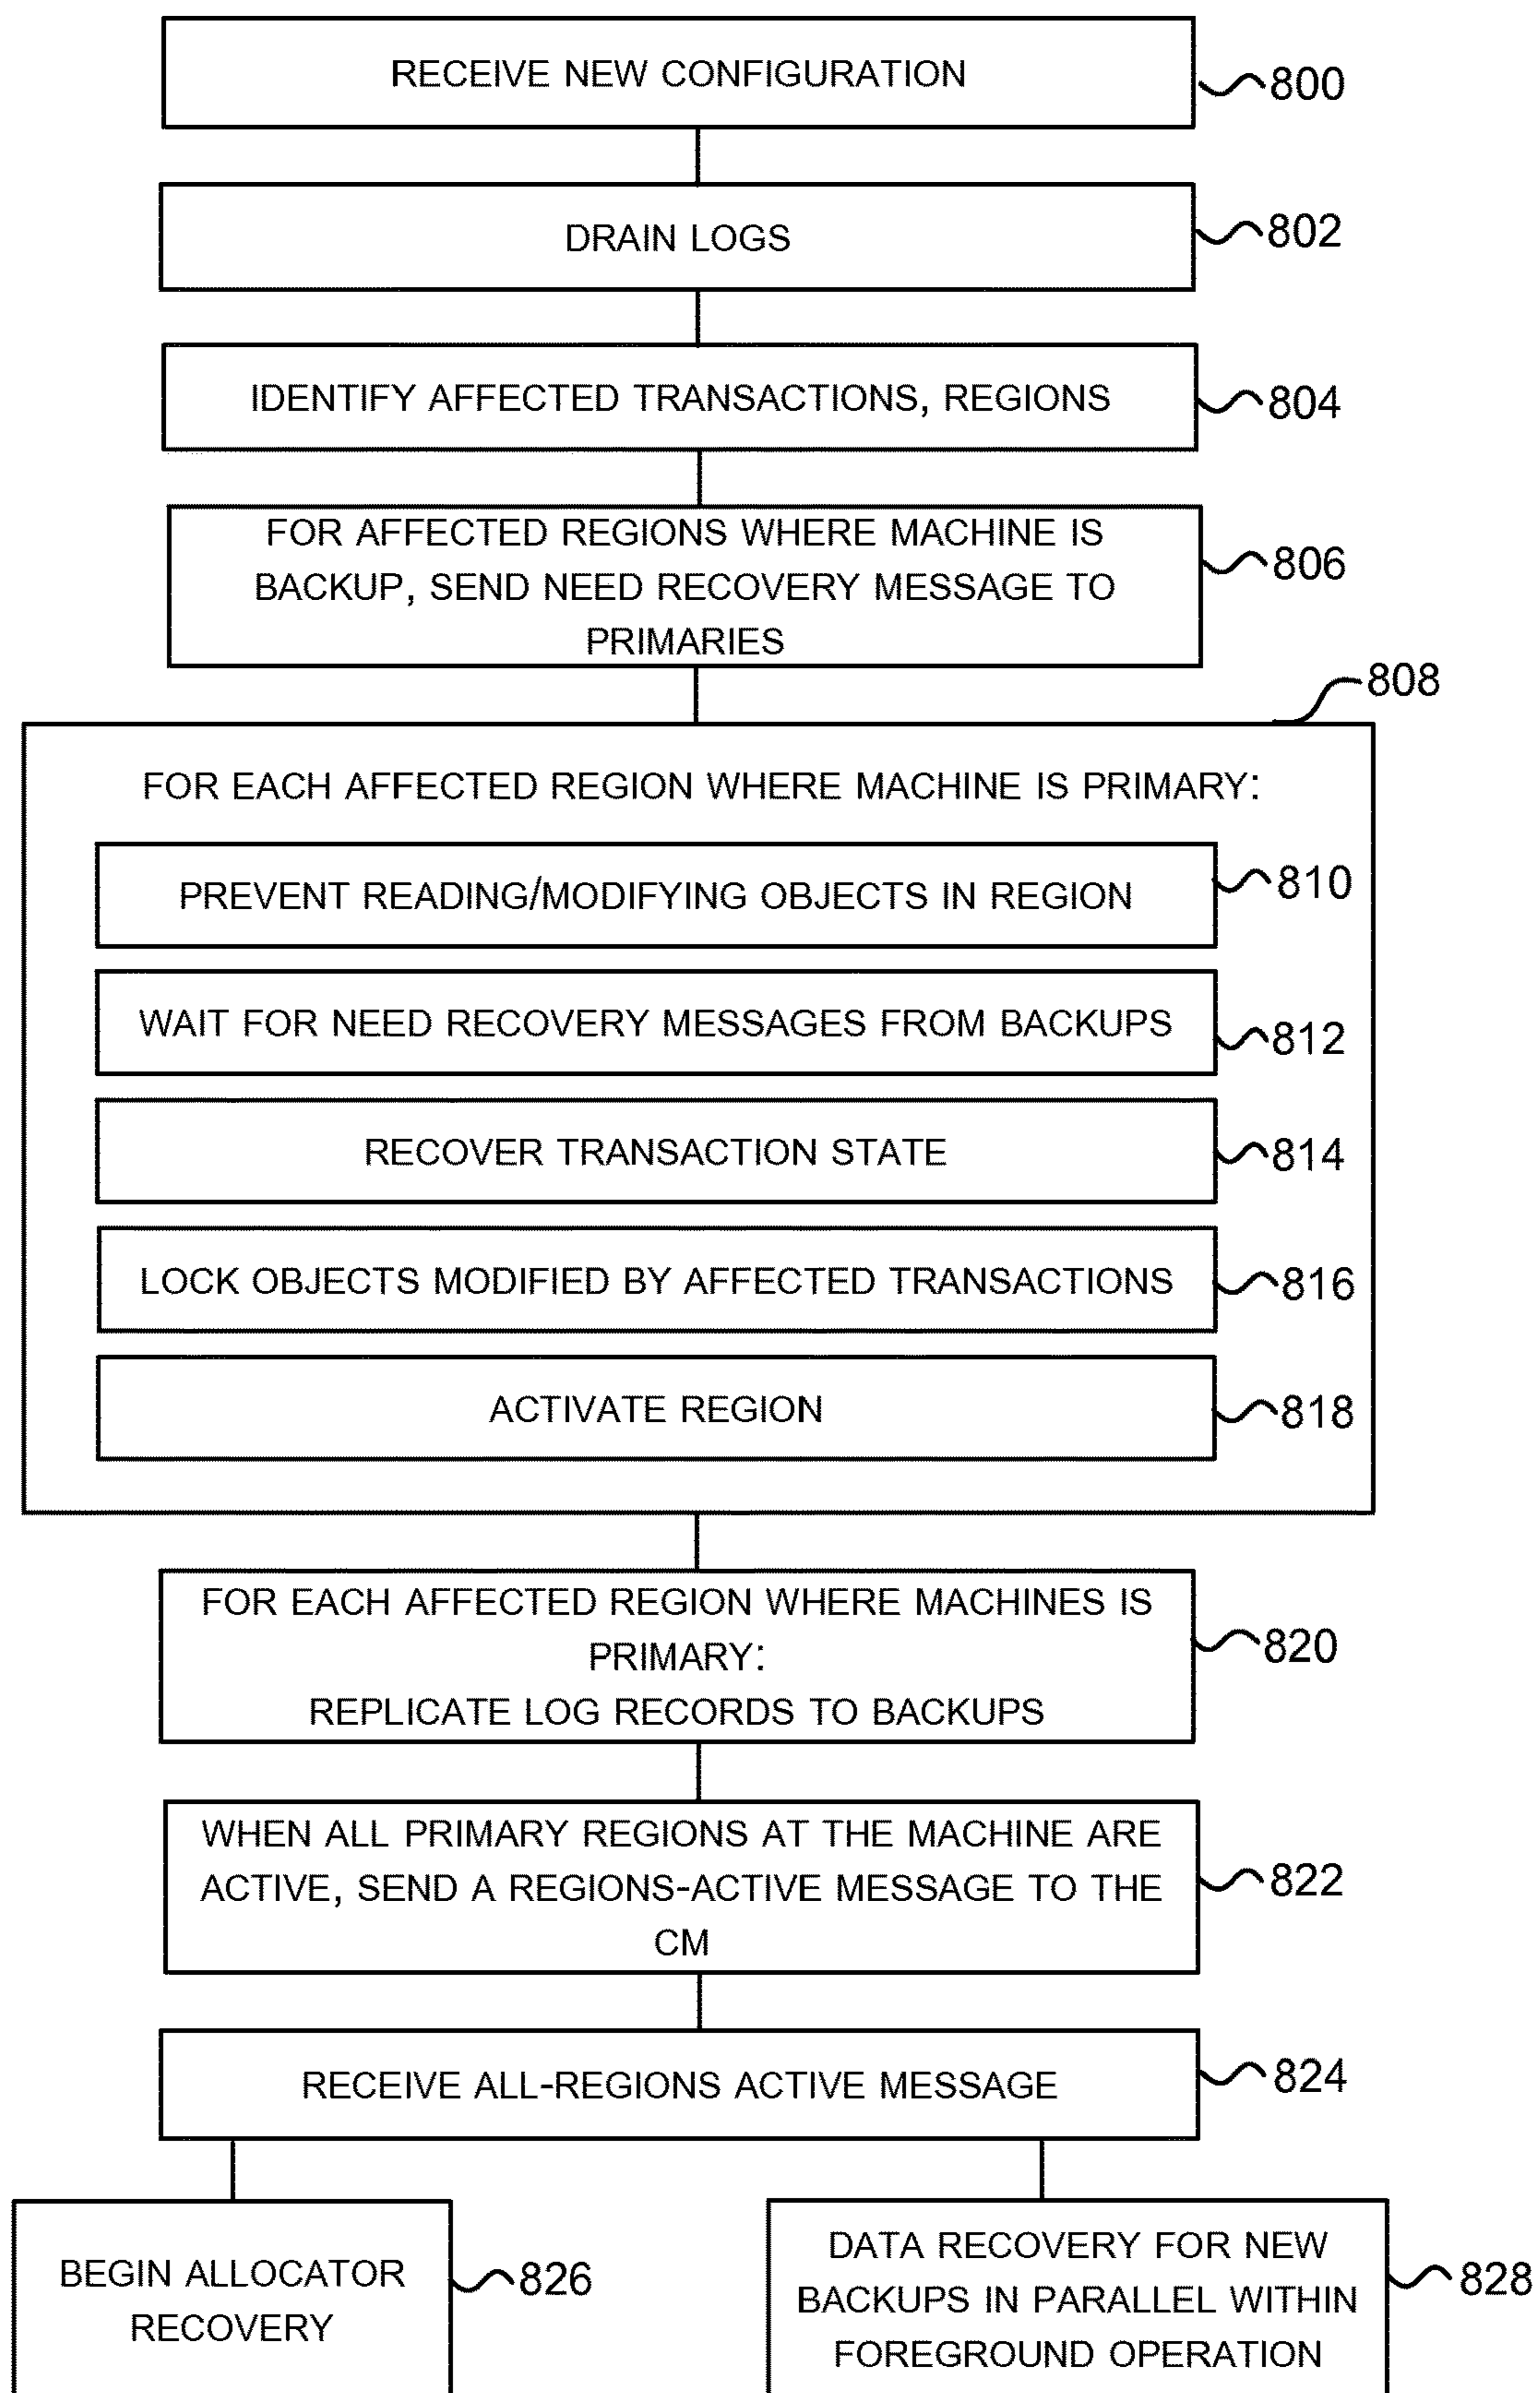 RECEIVE NEW CONFIGURATION
800
DRAIN LOGS
802
IDENTIFY AFFECTED TRANSACTIONS, REGIONS
804
FOR AFFECTED REGIONS WHERE MACHINE IS
BACKUP, SEND NEED RECOVERY MESSAGE TO
PRIMARIES
806
808
FOR EACH AFFECTED REGION WHERE MACHINE IS PRIMARY:
PREVENT READING/MODIFYING OBJECTS IN REGION
810
WAIT FOR NEED RECOVERY MESSAGES FROM BACKUPS
812
RECOVER TRANSACTION STATE
814
LOCK OBJECTS MODIFIED BY AFFECTED TRANSACTIONS
816
ACTIVATE REGION
818
FOR EACH AFFECTED REGION WHERE MACHINES IS
PRIMARY:
REPLICATE LOG RECORDS TO BACKUPS
820
WHEN ALL PRIMARY REGIONS AT THE MACHINE ARE
ACTIVE, SEND A REGIONS-ACTIVE MESSAGE TO THE
CM
822
RECEIVE ALL-REGIONS ACTIVE MESSAGE
824
BEGIN ALLOCATOR
RECOVERY
826
DATA RECOVERY FOR NEW
BACKUPS IN PARALLEL WITHIN
FOREGROUND OPERATION
828